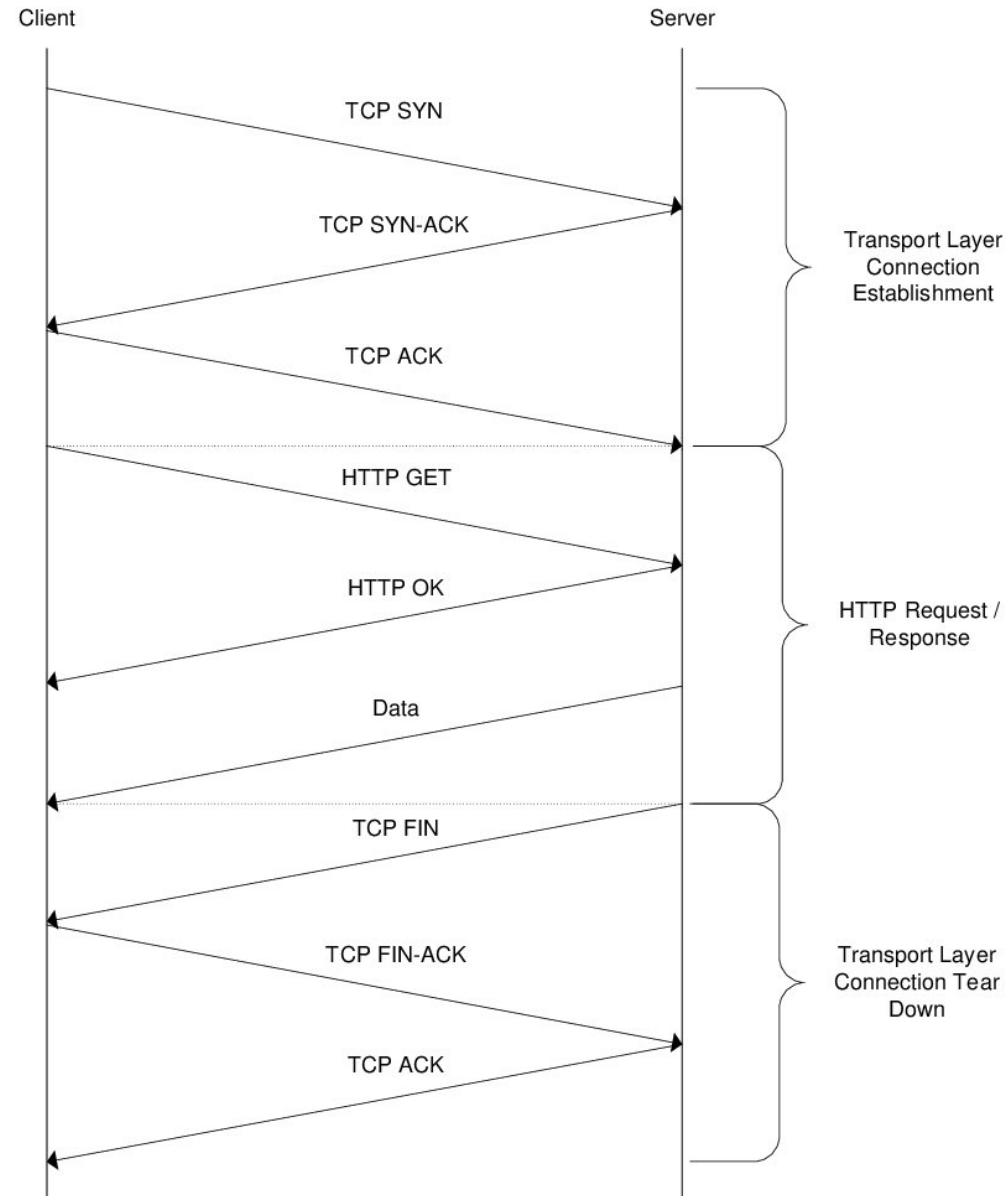 Client
Server
TCP SYN
TCP SYN-ACK
Transport Layer
Connection
Establishment
TCP ACK
HTTP GET
HTTP OK
HTTP Request /
Response
Data
TCP FIN
TCP FIN-ACK
Transport Layer
Connection Tear
Down
TCP ACK